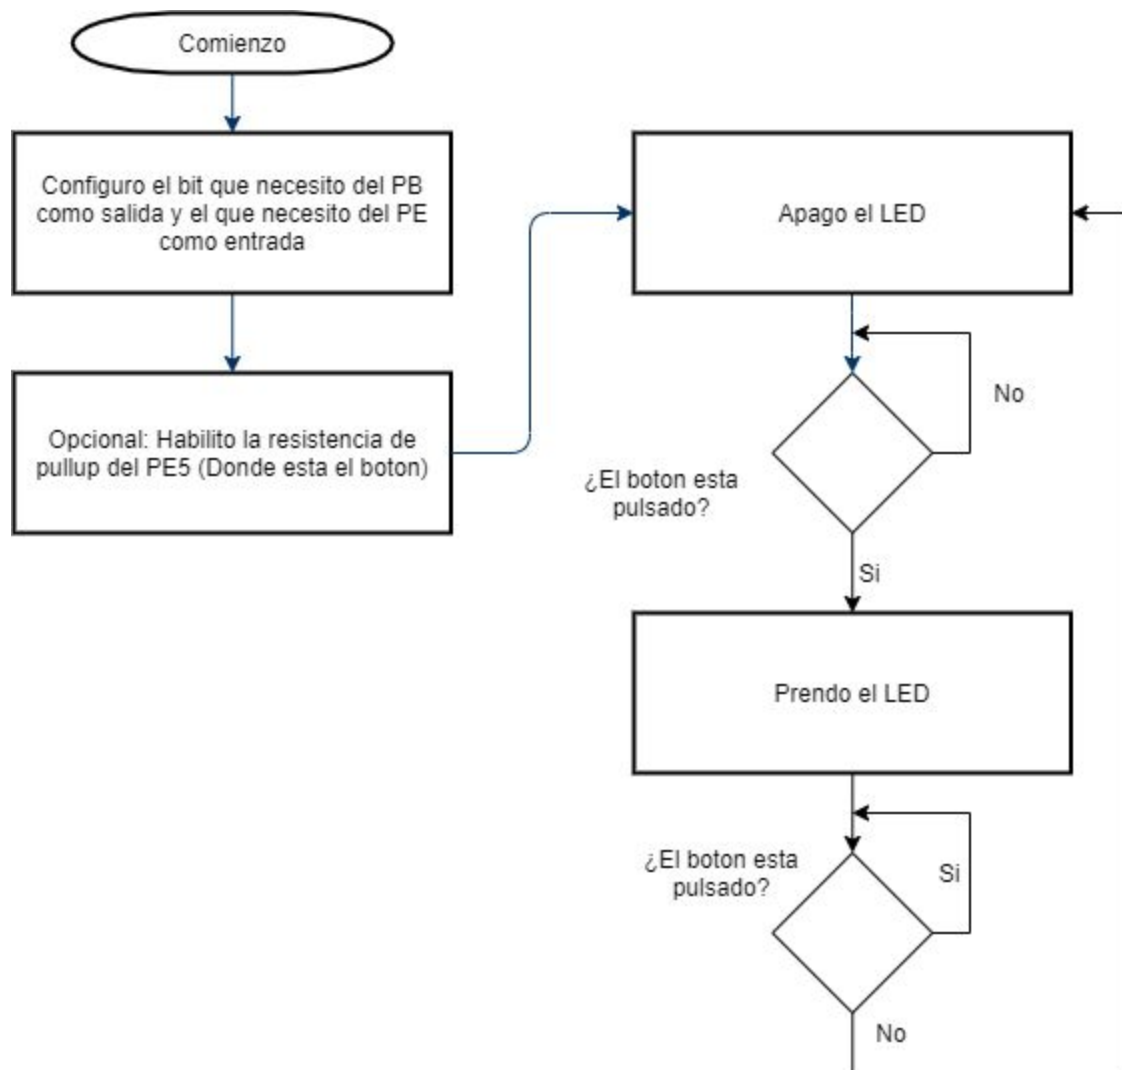 Comienzo
Configuro el bit que necesito del PB
como salida y el que necesito del PE
como entrada
Opcional: Habilito la resistencia de
pullup del PE5 (Donde esta el boton)
Apago el LED
No
¿El boton esta
pulsado?
Si
Prendo el LED
¿El boton esta
pulsado?
Si
No